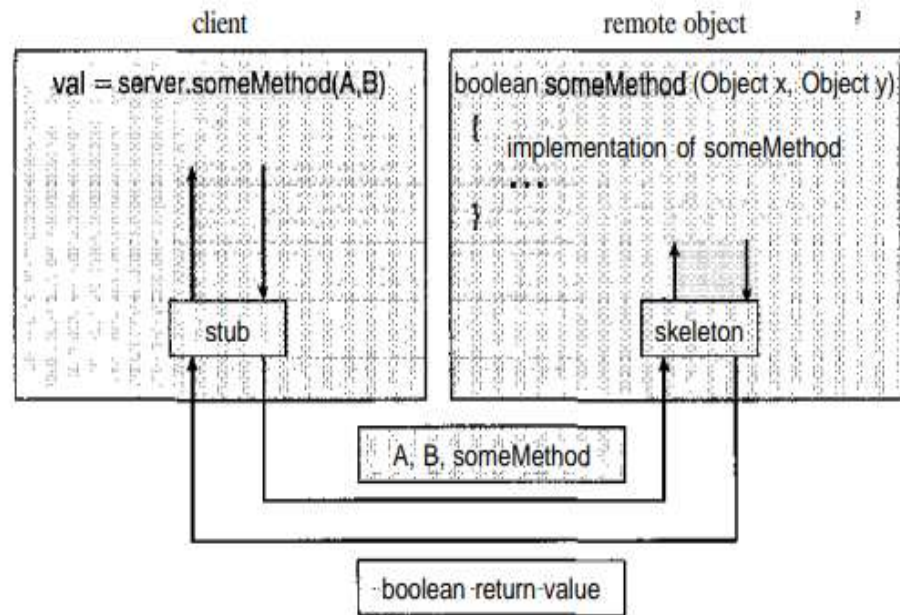 client
remote object
val = server.someMethod(A,B)
boolean someMethod (Object x, Object y)
{
implementation of someMethod
...
}
stub
skeleton
A, B, someMethod
boolean return value